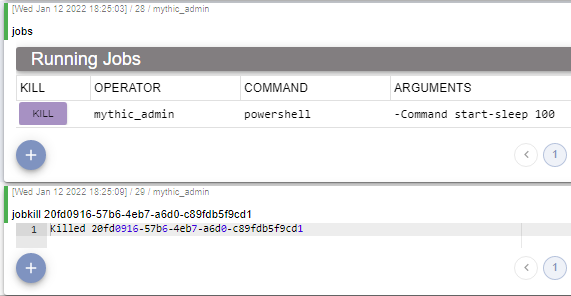 [Wed Jan 12 2022 18:25:03] / 28 / mythic_admin
jobs
Running Jobs
KILL OPERATOR COMMAND ARGUMENTS
KILL mythic_admin powershell -Command start-sleep 100
+ < 1
[Wed Jan 12 2022 18:25:09] / 29 / mythic_admin
jobkill 20fd0916-57b6-4eb7-a6d0-c89fdb5f9cd1
1 Killed 20fd0916-57b6-4eb7-a6d0-c89fdb5f9cd1
+ < 1